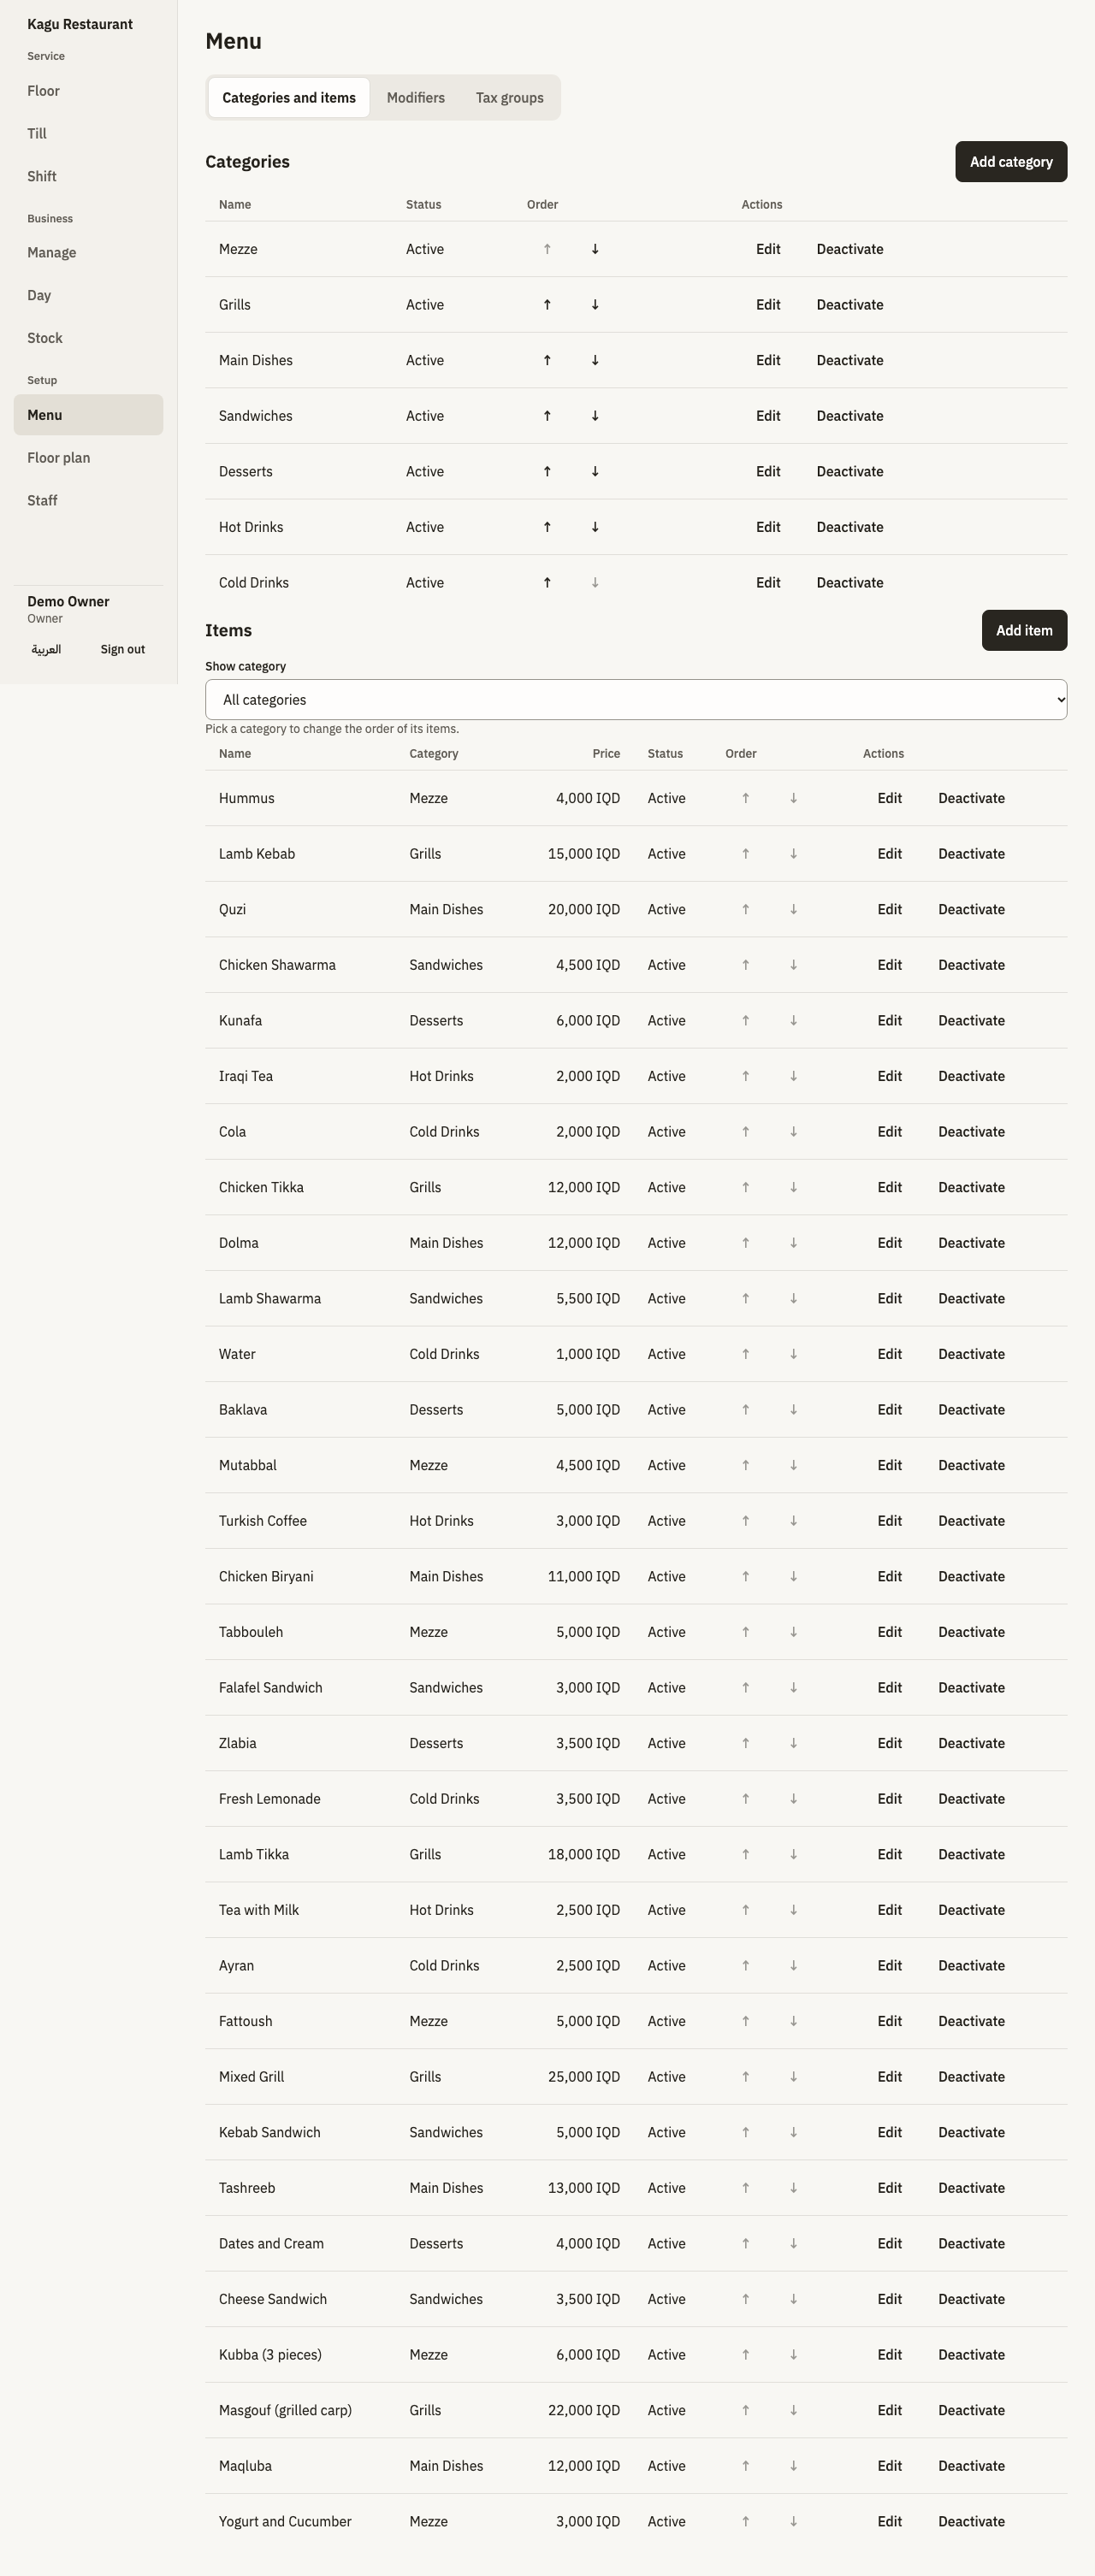 Kagu Restaurant
Service
Floor
Till
Shift
Business
Manage
Day
Stock
Setup
Menu
Floor plan
Staff
Demo Owner
Owner
العربية Sign out
Menu
Categories and items Modifiers Tax groups
Categories Add category
Name Status Order Actions
Mezze Active ↑ ↓ Edit Deactivate
Grills Active ↑ ↓ Edit Deactivate
Main Dishes Active ↑ ↓ Edit Deactivate
Sandwiches Active ↑ ↓ Edit Deactivate
Desserts Active ↑ ↓ Edit Deactivate
Hot Drinks Active ↑ ↓ Edit Deactivate
Cold Drinks Active ↑ ↓ Edit Deactivate
Items Add item
Show category
All categories
Pick a category to change the order of its items.
Name Category Price Status Order Actions
Hummus Mezze 4,000 IQD Active ↑ ↓ Edit Deactivate
Lamb Kebab Grills 15,000 IQD Active ↑ ↓ Edit Deactivate
Quzi Main Dishes 20,000 IQD Active ↑ ↓ Edit Deactivate
Chicken Shawarma Sandwiches 4,500 IQD Active ↑ ↓ Edit Deactivate
Kunafa Desserts 6,000 IQD Active ↑ ↓ Edit Deactivate
Iraqi Tea Hot Drinks 2,000 IQD Active ↑ ↓ Edit Deactivate
Cola Cold Drinks 2,000 IQD Active ↑ ↓ Edit Deactivate
Chicken Tikka Grills 12,000 IQD Active ↑ ↓ Edit Deactivate
Dolma Main Dishes 12,000 IQD Active ↑ ↓ Edit Deactivate
Lamb Shawarma Sandwiches 5,500 IQD Active ↑ ↓ Edit Deactivate
Water Cold Drinks 1,000 IQD Active ↑ ↓ Edit Deactivate
Baklava Desserts 5,000 IQD Active ↑ ↓ Edit Deactivate
Mutabbal Mezze 4,500 IQD Active ↑ ↓ Edit Deactivate
Turkish Coffee Hot Drinks 3,000 IQD Active ↑ ↓ Edit Deactivate
Chicken Biryani Main Dishes 11,000 IQD Active ↑ ↓ Edit Deactivate
Tabbouleh Mezze 5,000 IQD Active ↑ ↓ Edit Deactivate
Falafel Sandwich Sandwiches 3,000 IQD Active ↑ ↓ Edit Deactivate
Zlabia Desserts 3,500 IQD Active ↑ ↓ Edit Deactivate
Fresh Lemonade Cold Drinks 3,500 IQD Active ↑ ↓ Edit Deactivate
Lamb Tikka Grills 18,000 IQD Active ↑ ↓ Edit Deactivate
Tea with Milk Hot Drinks 2,500 IQD Active ↑ ↓ Edit Deactivate
Ayran Cold Drinks 2,500 IQD Active ↑ ↓ Edit Deactivate
Fattoush Mezze 5,000 IQD Active ↑ ↓ Edit Deactivate
Mixed Grill Grills 25,000 IQD Active ↑ ↓ Edit Deactivate
Kebab Sandwich Sandwiches 5,000 IQD Active ↑ ↓ Edit Deactivate
Tashreeb Main Dishes 13,000 IQD Active ↑ ↓ Edit Deactivate
Dates and Cream Desserts 4,000 IQD Active ↑ ↓ Edit Deactivate
Cheese Sandwich Sandwiches 3,500 IQD Active ↑ ↓ Edit Deactivate
Kubba (3 pieces) Mezze 6,000 IQD Active ↑ ↓ Edit Deactivate
Masgouf (grilled carp) Grills 22,000 IQD Active ↑ ↓ Edit Deactivate
Maqluba Main Dishes 12,000 IQD Active ↑ ↓ Edit Deactivate
Yogurt and Cucumber Mezze 3,000 IQD Active ↑ ↓ Edit Deactivate